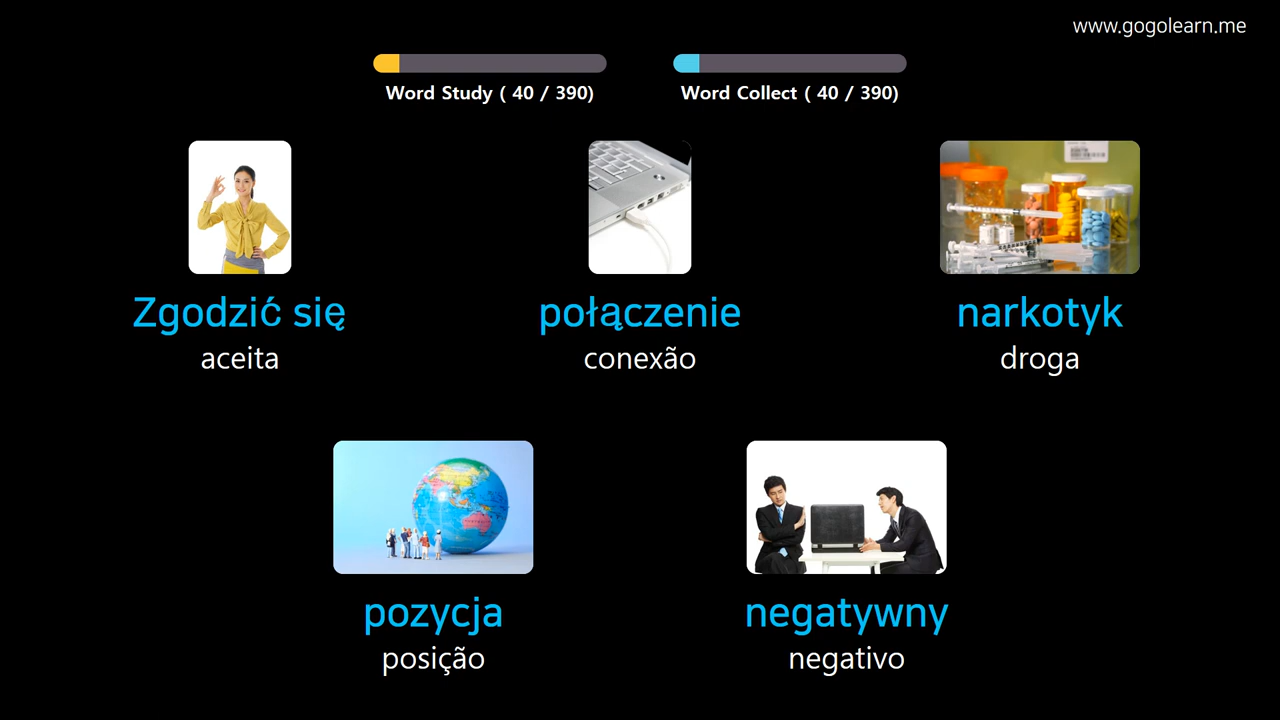 www.gogolearn.me
Word Study ( 40 / 390)
Word Collect ( 40 / 390)
Zgodzić się
aceita
połączenie
conexão
narkotyk
droga
pozycja
posição
negatywny
negativo